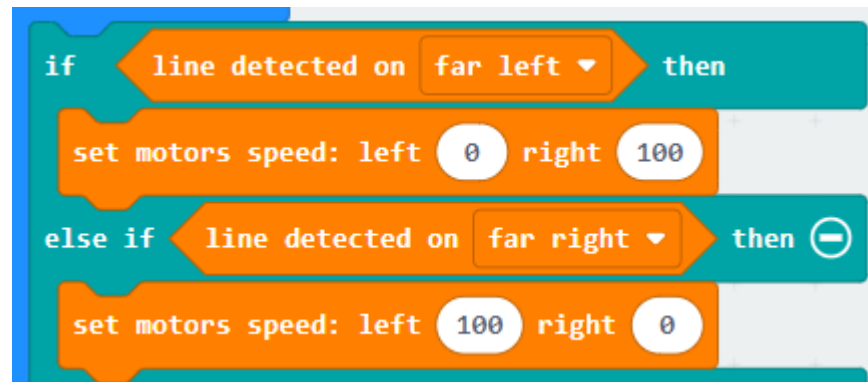 if line detected on far left then
set motors speed: left 0 right 100
else if line detected on far right then
set motors speed: left 100 right 0